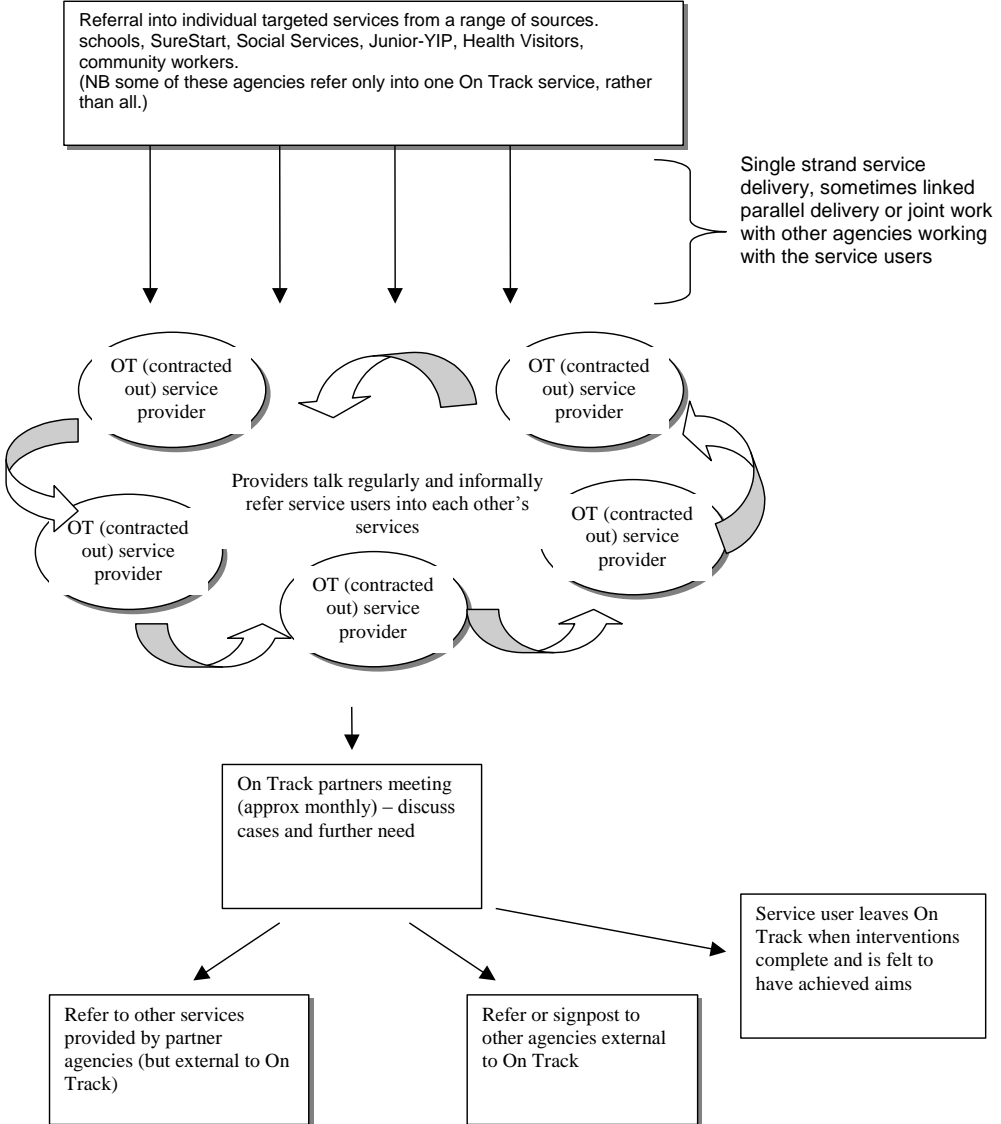 Referral into individual targeted services from a range of sources.
schools, SureStart, Social Services, Junior-YIP, Health Visitors,
community workers.
(NB some of these agencies refer only into one On Track service, rather
than all.)
Single strand service
delivery, sometimes linked
parallel delivery or joint work
with other agencies working
with the service users
OT (contracted
out) service
provider
OT (contracted
out) service
provider
Providers talk regularly and informally
refer service users into each other’s
services
OT (contracted
out) service
provider
OT (contracted
out) service
provider
OT (contracted
out) service
provider
On Track partners meeting
(approx monthly) – discuss
cases and further need
Service user leaves On
Track when interventions
complete and is felt to
have achieved aims
Refer to other services
provided by partner
agencies (but external to On
Track)
Refer or signpost to
other agencies external
to On Track